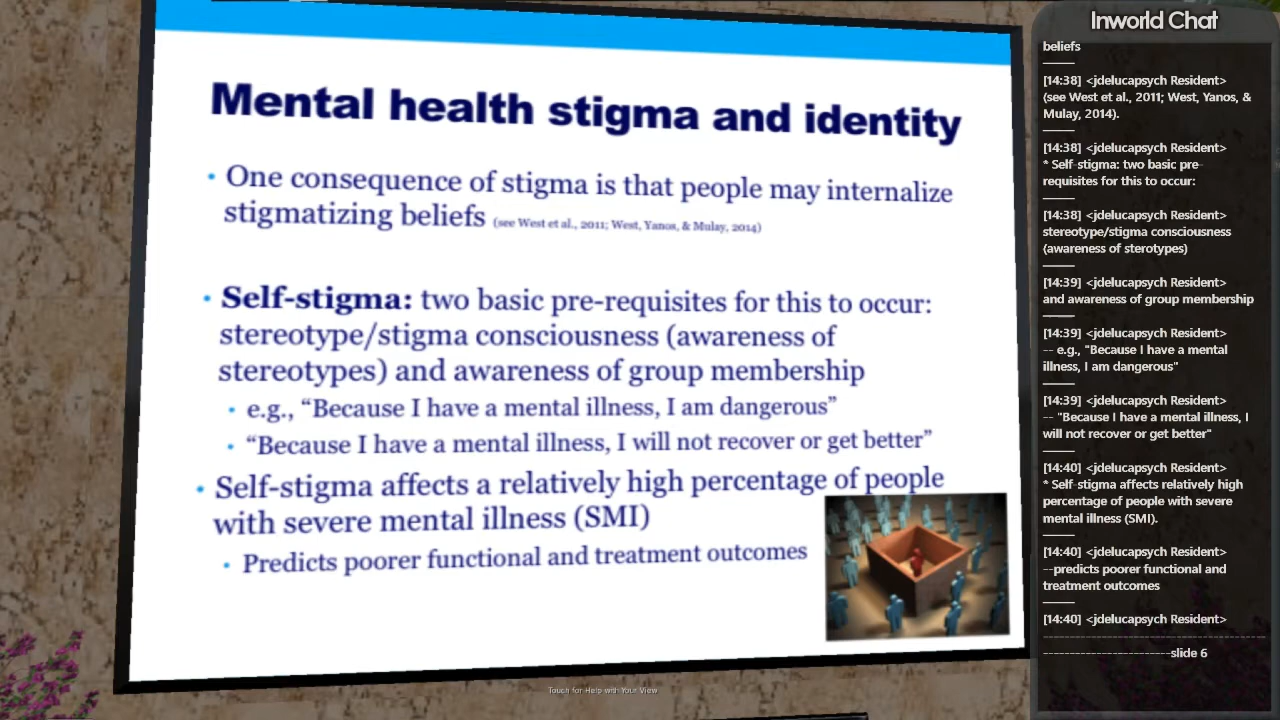 Mental health stigma and identity
• One consequence of stigma is that people may internalize
stigmatizing beliefs (see West et al., 2011; West, Yanos, & Mulay, 2014)
• Self-stigma: two basic pre-requisites for this to occur:
stereotype/stigma consciousness (awareness of
stereotypes) and awareness of group membership
• e.g., “Because I have a mental illness, I am dangerous”
• “Because I have a mental illness, I will not recover or get better”
• Self-stigma affects a relatively high percentage of people
with severe mental illness (SMI)
• Predicts poorer functional and treatment outcomes
Touch for Help with Your View
Inworld Chat
beliefs
[14:38] <jdelucapsych Resident>
(see West et al., 2011; West, Yanos, &
Mulay, 2014).
[14:38] <jdelucapsych Resident>
* Self-stigma: two basic pre-
requisites for this to occur:
[14:38] <jdelucapsych Resident>
stereotype/stigma consciousness
(awareness of sterotypes)
[14:39] <jdelucapsych Resident>
and awareness of group membership
[14:39] <jdelucapsych Resident>
-- e.g., "Because I have a mental
illness, I am dangerous"
[14:39] <jdelucapsych Resident>
-- "Because I have a mental illness, I
will not recover or get better"
[14:40] <jdelucapsych Resident>
* Self-stigma affects relatively high
percentage of people with severe
mental illness (SMI).
[14:40] <jdelucapsych Resident>
--predicts poorer functional and
treatment outcomes
[14:40] <jdelucapsych Resident>
-------------------------------------------
-------------------------slide 6